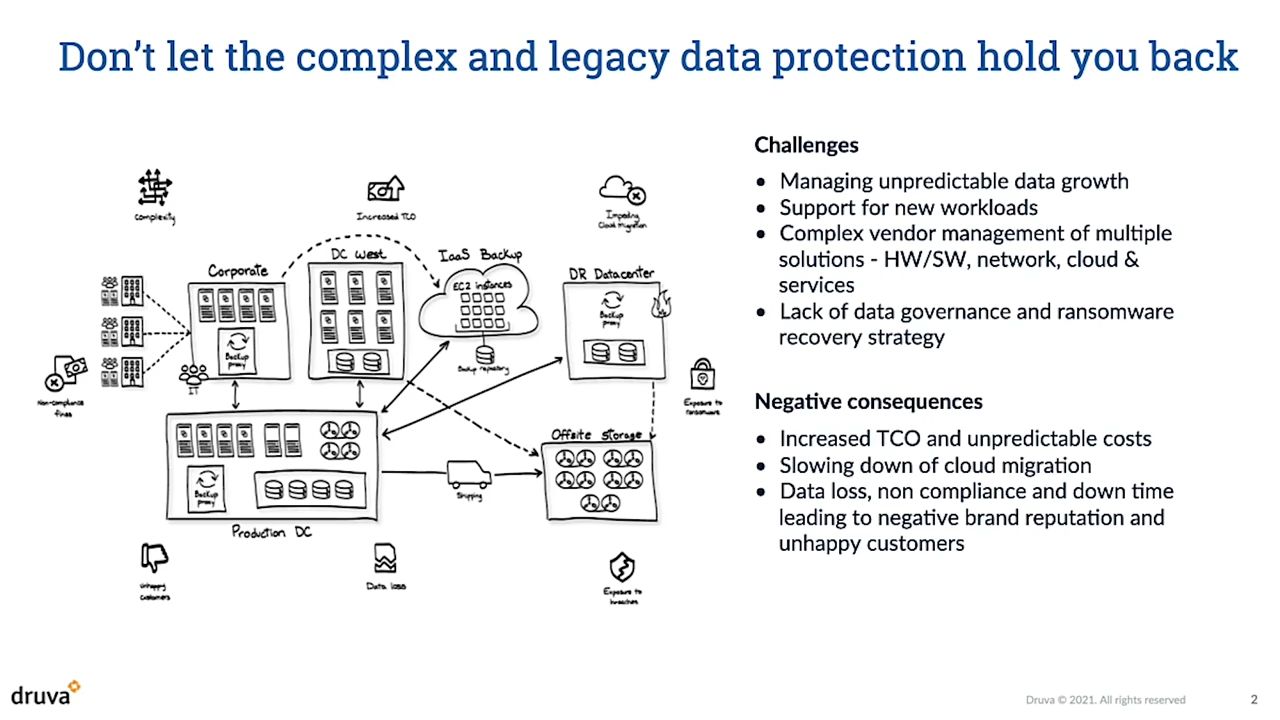 Don't let the complex and legacy data protection hold you back
Complexity
Increased TCO
Impeding
Cloud Migration
Corporate
DC West
IaaS Backup
EC2 instances
DR Datacenter
Backup
proxy
Backup
proxy
IT
Backup repository
Non-compliance
fines
Exposure to
ransomware
Offsite storage
Backup
proxy
Shipping
Production DC
Unhappy
customers
Data loss
Exposure to
breaches
Challenges
• Managing unpredictable data growth
• Support for new workloads
• Complex vendor management of multiple
solutions - HW/SW, network, cloud &
services
• Lack of data governance and ransomware
recovery strategy
Negative consequences
• Increased TCO and unpredictable costs
• Slowing down of cloud migration
• Data loss, non compliance and down time
leading to negative brand reputation and
unhappy customers
druva
Druva © 2021. All rights reserved
2